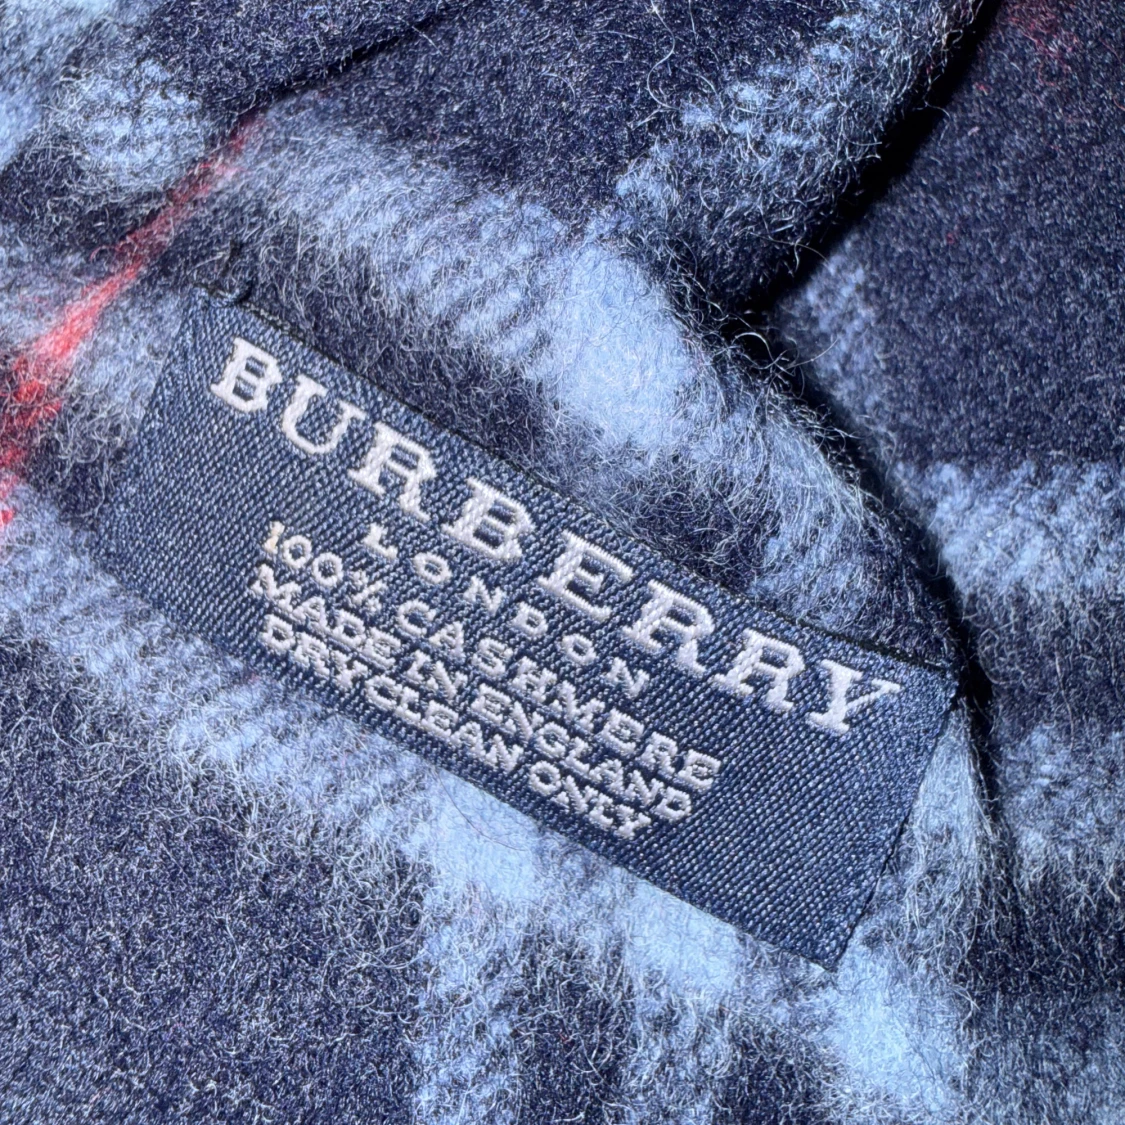 BURBERRY
LONDON
100% CASHMERE
MADE IN ENGLAND
DRY CLEAN ONLY